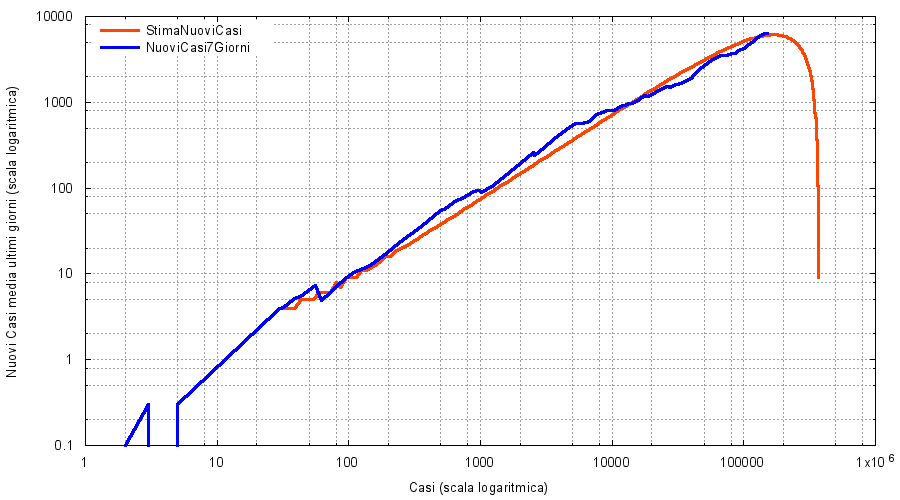 10000
1000
100
10
1
0.1
StimaNuoviCasi
NuoviCasi7Giorni
Nuovi Casi media ultimi giorni (scala logaritmica)
1
10
100
1000
10000
100000
1x10 6
Casi (scala logaritmica)